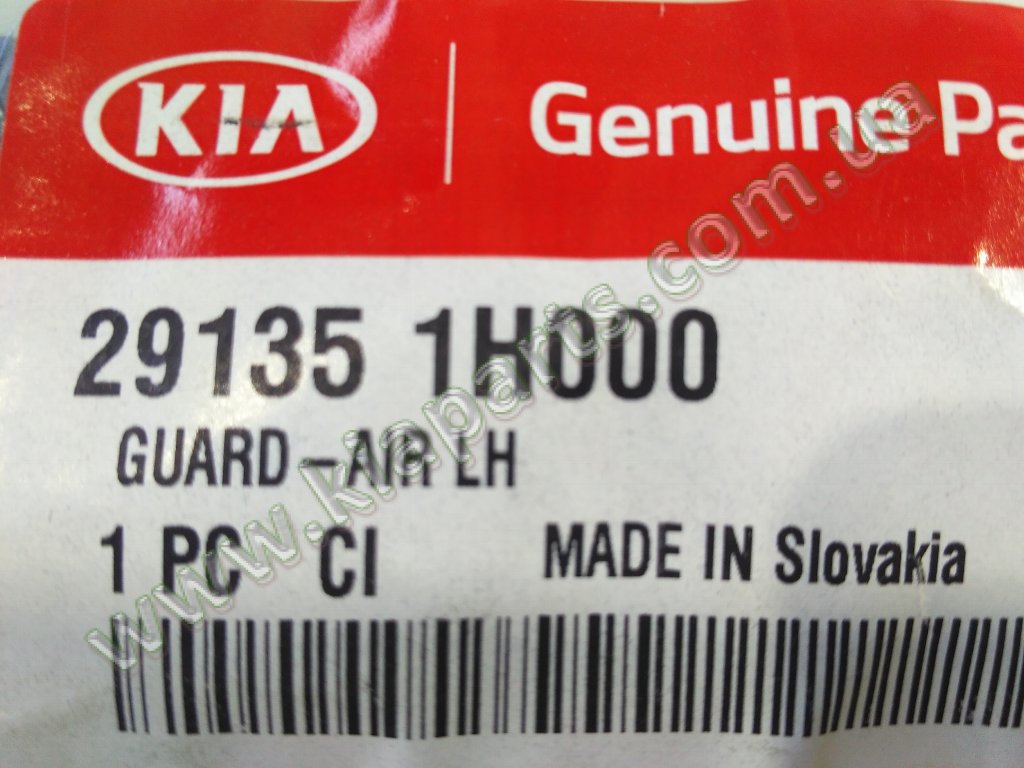 KIA Genuine Pa
29135 1H000
GUARD-AIR LH
1 PC CI MADE IN Slovakia
www.kiaparts.com.ua